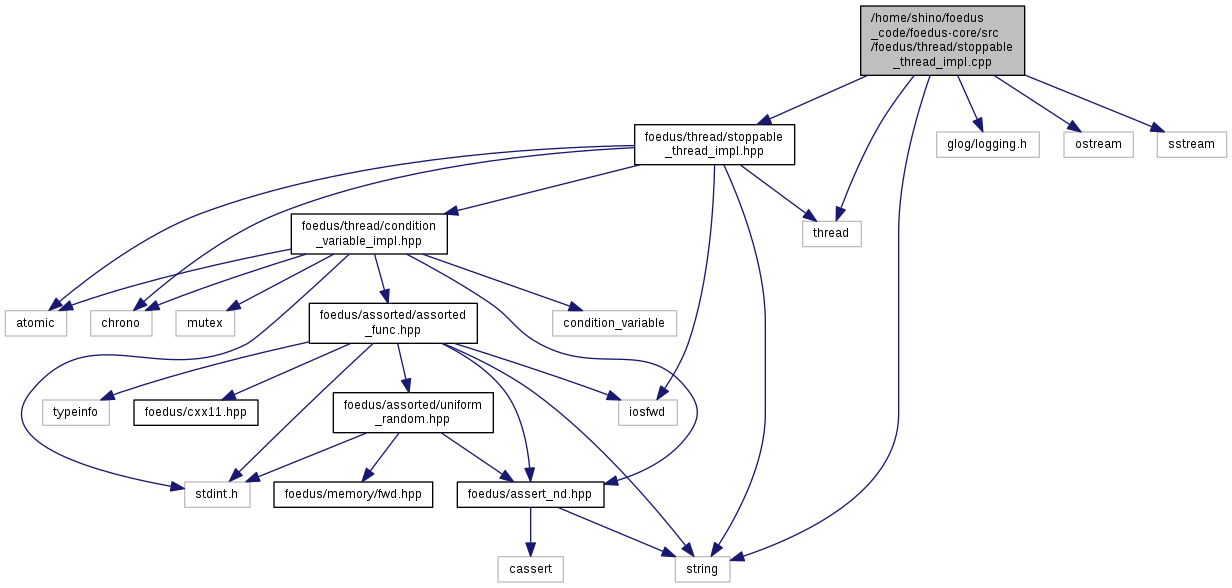 /home/shino/foedus
_code/foedus-core/src
/foedus/thread/stoppable
_thread_impl.cpp
foedus/thread/stoppable
_thread_impl.hpp
glog/logging.h
ostream
sstream
foedus/thread/condition
_variable_impl.hpp
thread
atomic
chrono
mutex
foedus/assorted/assorted
_func.hpp
condition_variable
typeinfo
foedus/cxx11.hpp
foedus/assorted/uniform
_random.hpp
iosfwd
stdint.h
foedus/memory/fwd.hpp
foedus/assert_nd.hpp
cassert
string